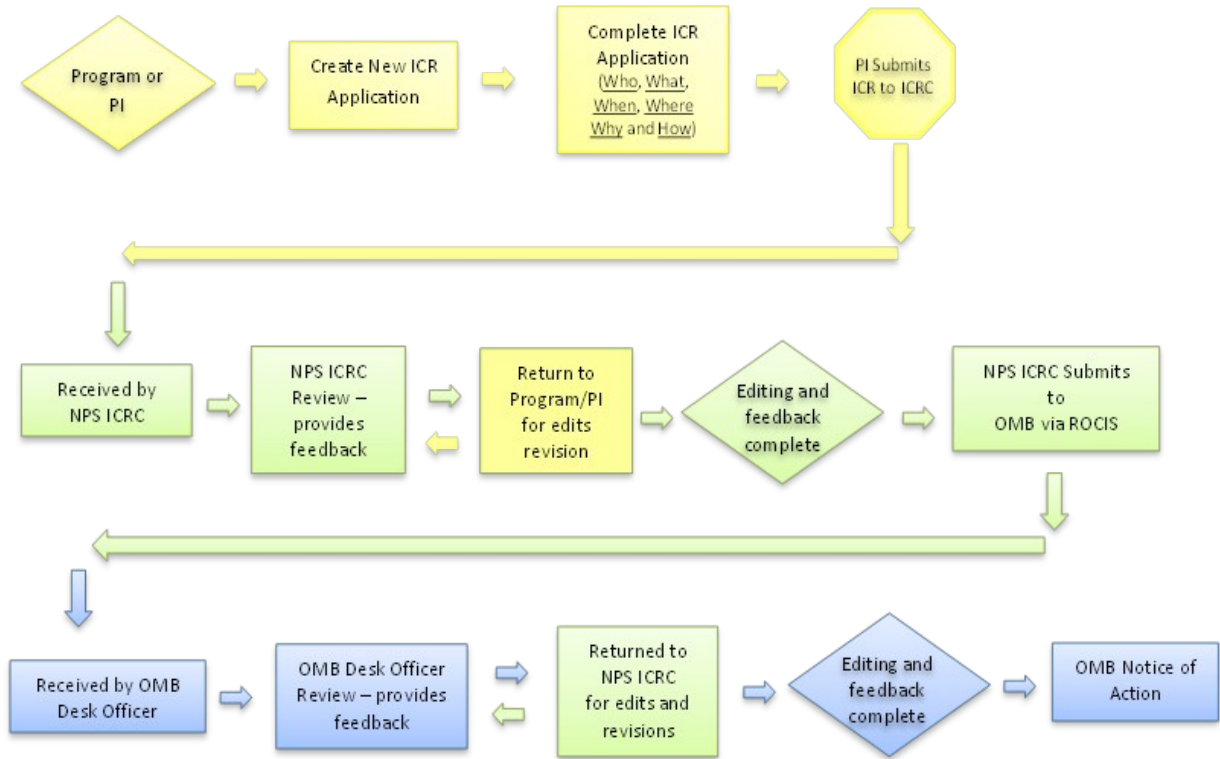 Program or
PI
Create New ICR
Application
Complete ICR
Application
(Who, What,
When, Where
Why and How)
PI Submits
ICR to ICRC
Received by
NPS ICRC
NPS ICRC
Review – 
provides
feedback
Return to
Program/PI
for edits
revision
Editing and
feedback
complete
NPS ICRC Submits
to
OMB via ROCIS
Received by OMB
Desk Officer
OMB Desk Officer
Review – provides
feedback
Returned to
NPS ICRC
for edits and
revisions
Editing and
feedback
complete
OMB Notice of
Action